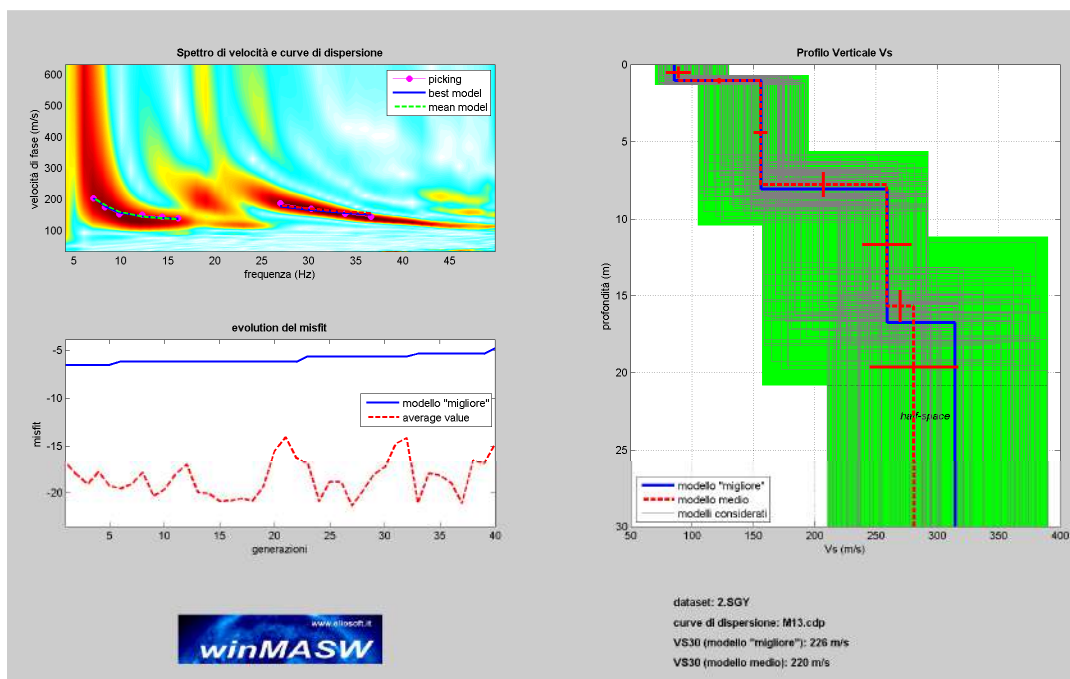 Spettro di velocità e curve di dispersione
600
500
400
300
200
100
velocità di fase (m/s)
picking
best model
mean model
5 10 15 20 25 30 35 40 45
frequenza (Hz)
evolution del misfit
-5
-10
-15
-20
misfit
modello "migliore"
average value
5 10 15 20 25 30 35 40
generazioni
Profilo Verticale Vs
0
5
10
15
20
25
30
profondità (m)
half-space
modello "migliore"
modello medio
modelli considerati
50 100 150 200 250 300 350 400
Vs (m/s)
www.eliosoft.it
winMASW
dataset: 2.SGY
curve di dispersione: M13.cdp
VS30 (modello "migliore"): 226 m/s
VS30 (modello medio): 220 m/s